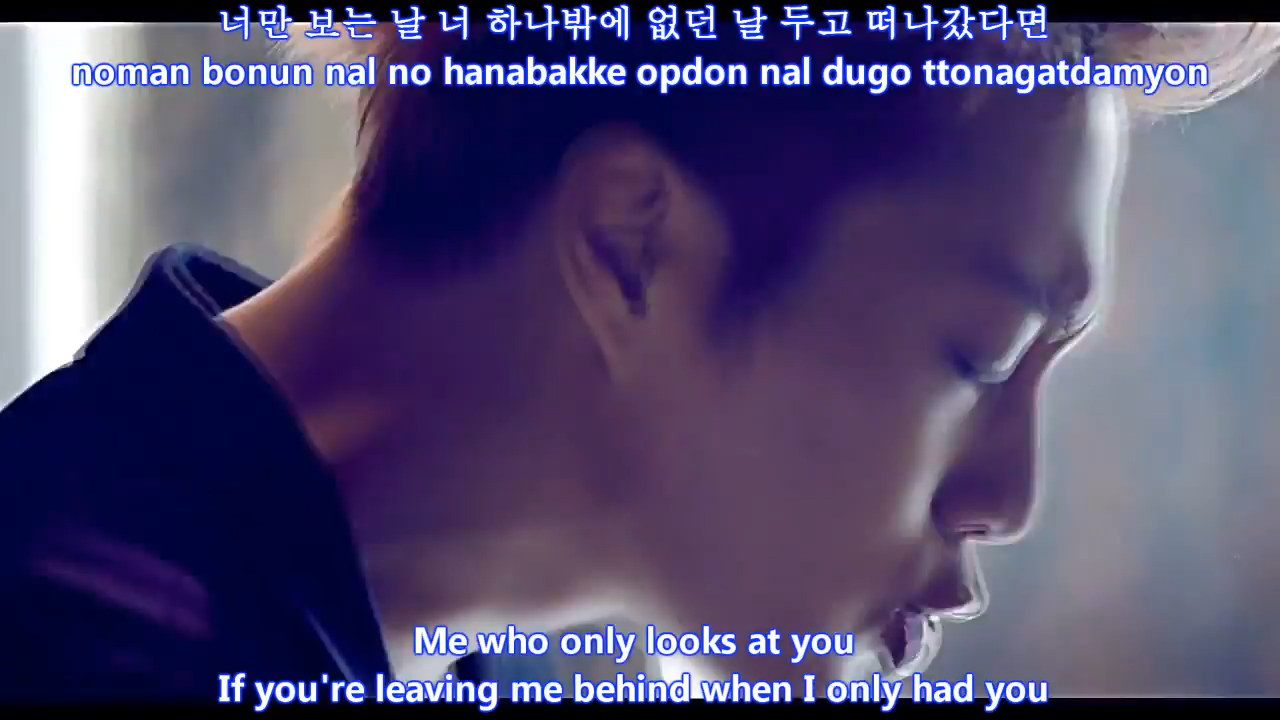 너만 보는 날 너 하나밖에 없던 날 두고 떠나갔다면
noman bonun nal no hanabakke opdon nal dugo ttonagatdamyon
Me who only looks at you
If you're leaving me behind when I only had you